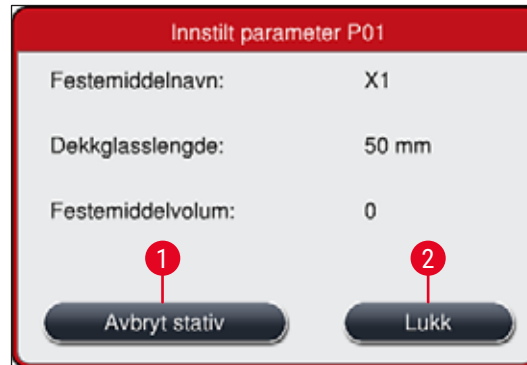 Innstilt parameter P01
Festemiddelnavn: X1
Dekkglasslengde: 50 mm
Festemiddelvolum: 0
1 2
Avbryt stativ Lukk